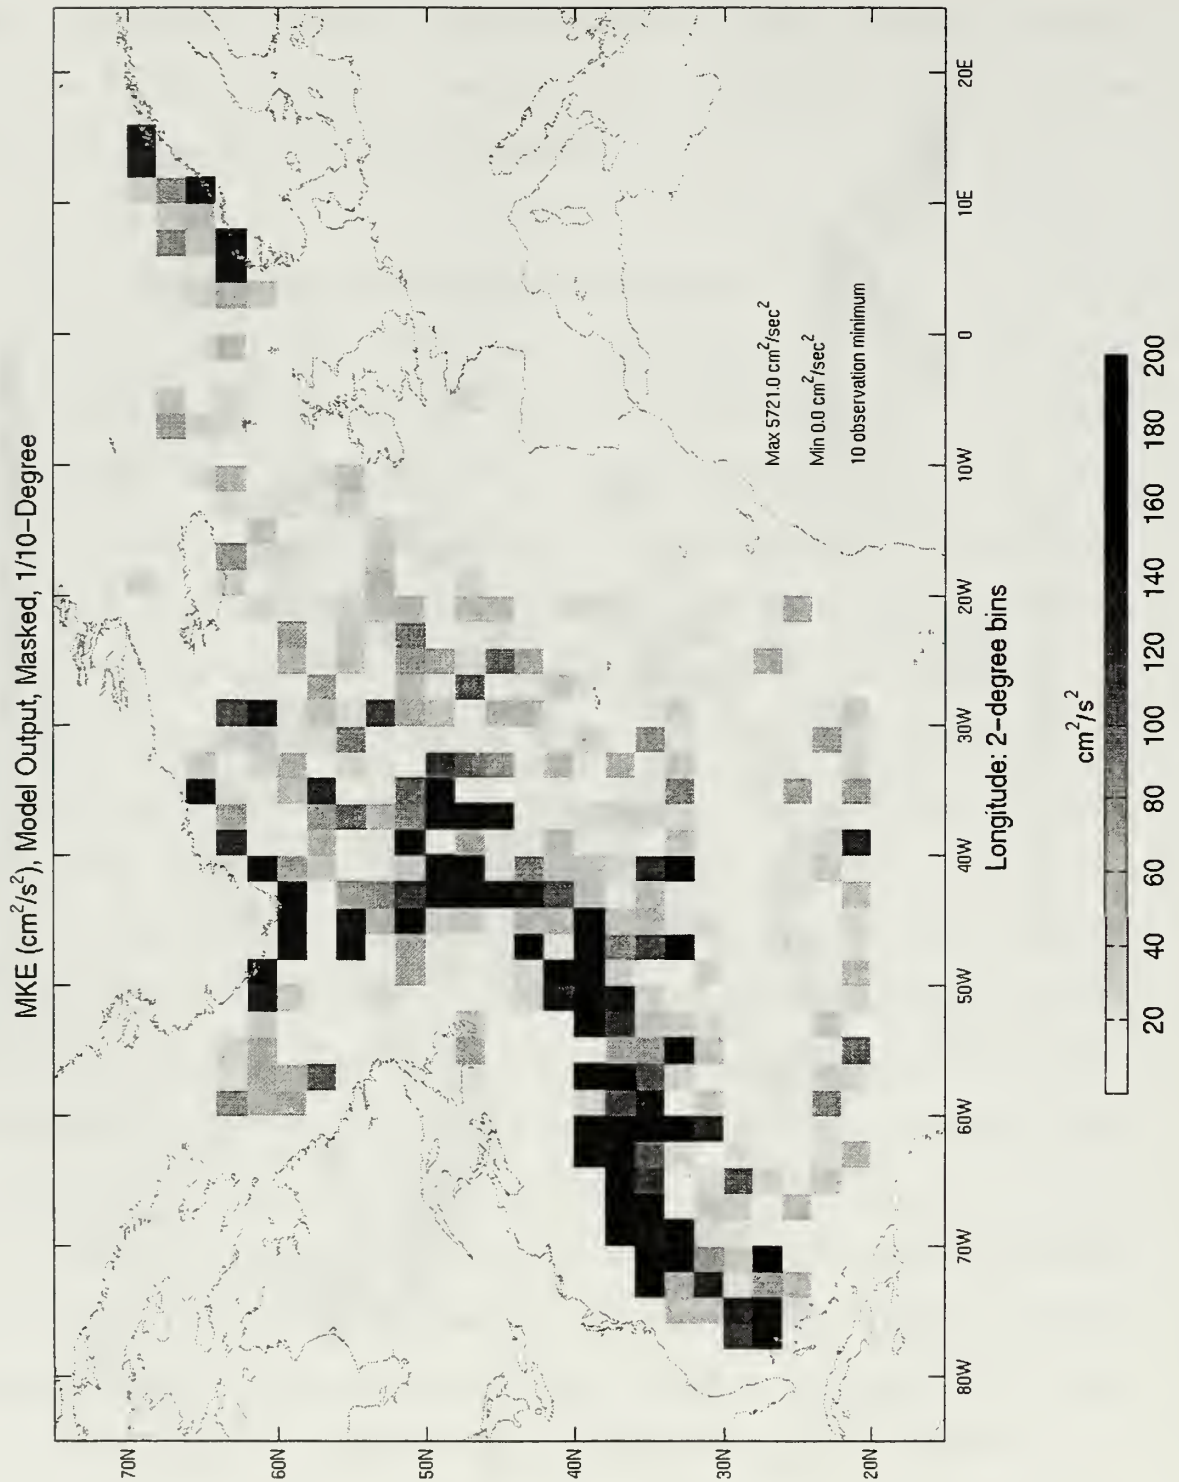 MKE (cm²/s²), Model Output, Masked, 1/10-Degree
70N
60N
50N
40N
30N
20N
80W
70W
60W
50W
40W
30W
20W
10W
0
10E
20E
Max 5721.0 cm²/sec²
Min 0.0 cm²/sec²
10 observation minimum
Longitude: 2-degree bins
cm²/s²
20
40
60
80
100
120
140
160
180
200